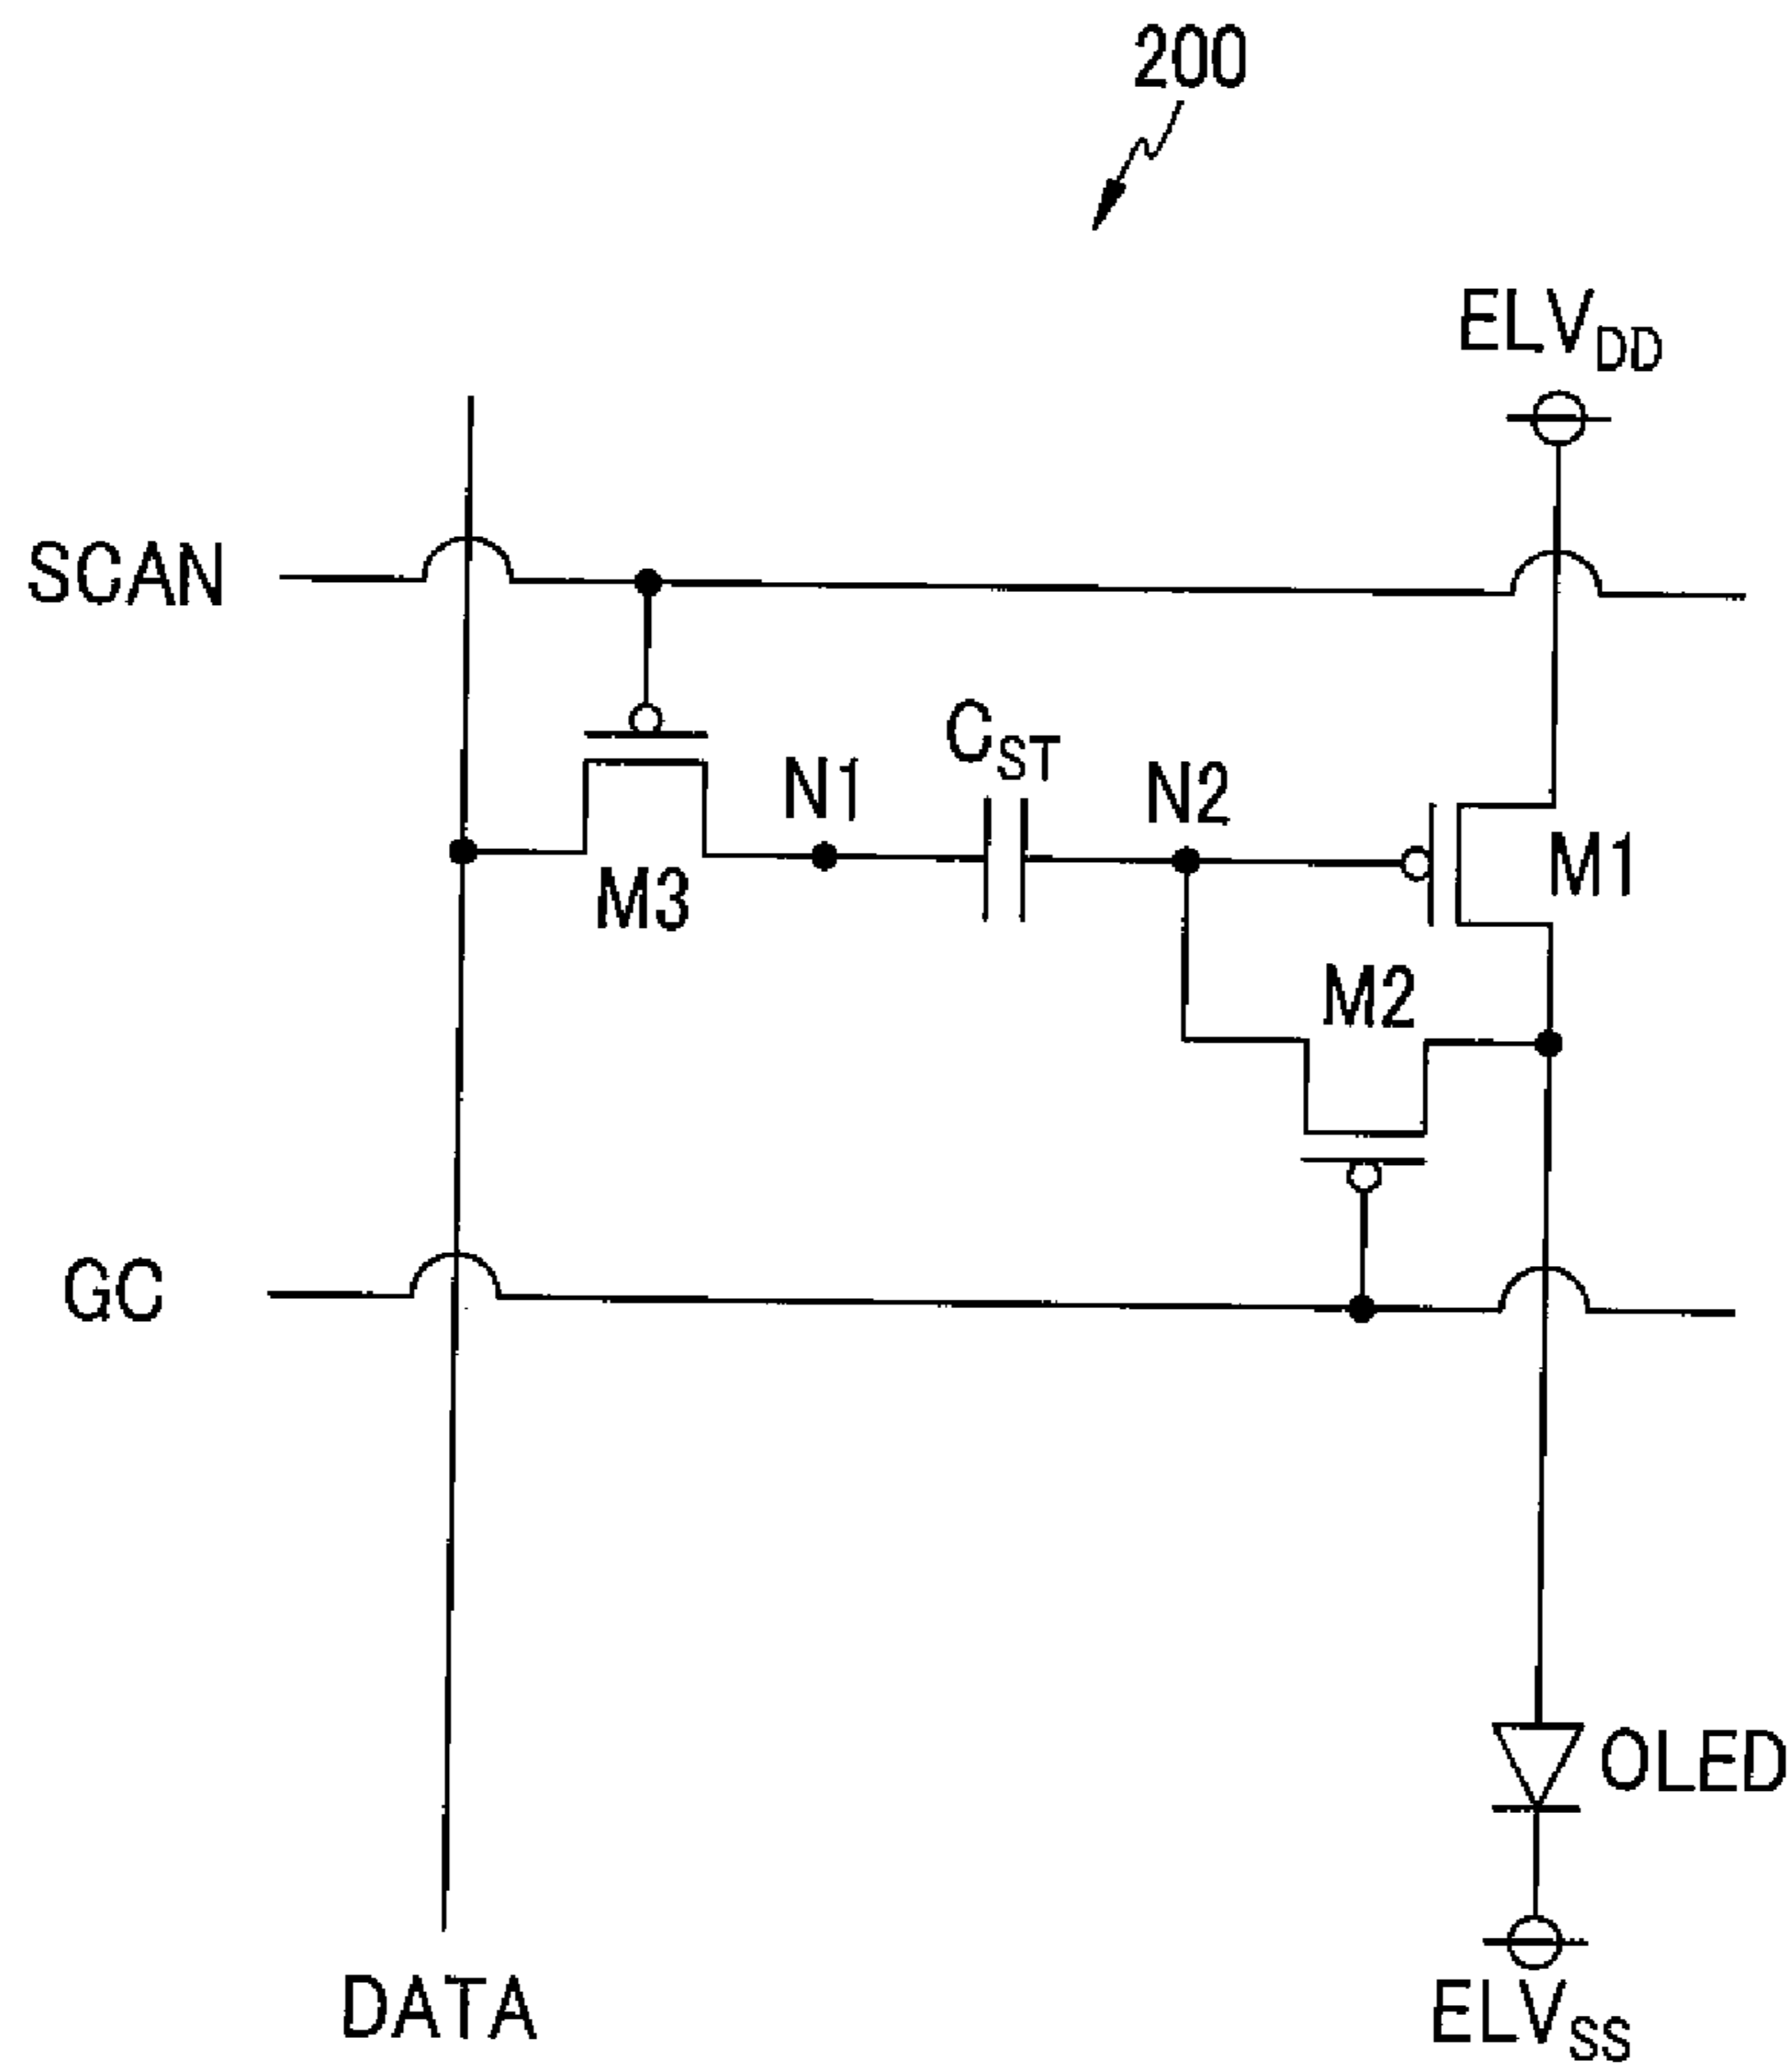 200
ELVDD
SCAN
CST
N1
N2
M1
M3
M2
GC
OLED
DATA
ELVSS